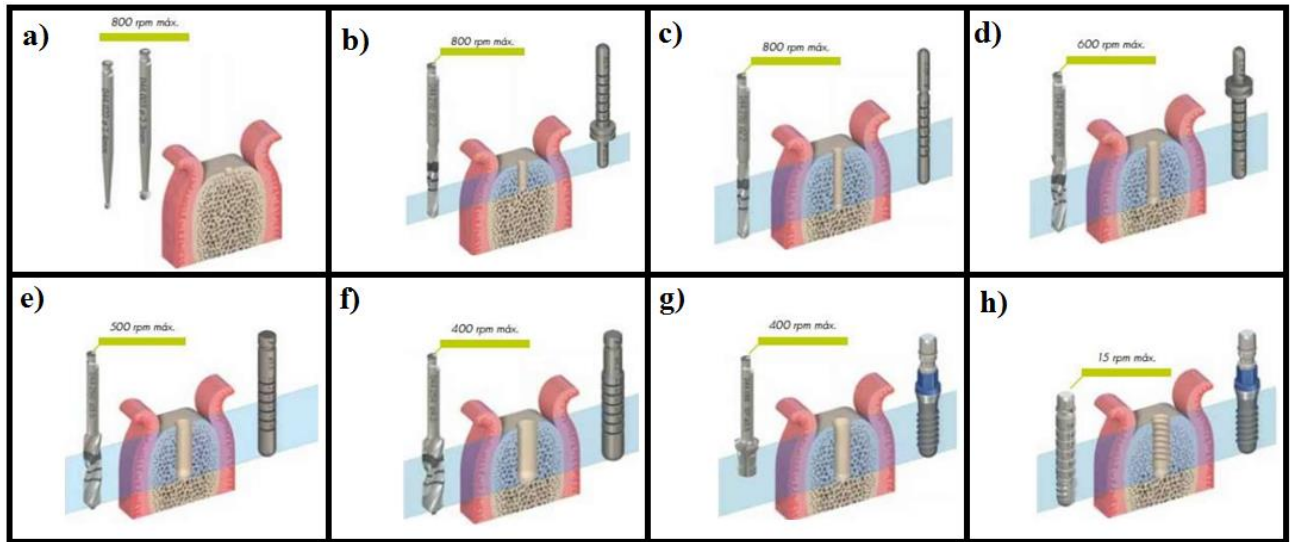 a)
800 rpm máx.
b)
800 rpm máx.
c)
800 rpm máx.
d)
600 rpm máx.
e)
500 rpm máx.
f)
400 rpm máx.
g)
400 rpm máx.
h)
15 rpm máx.